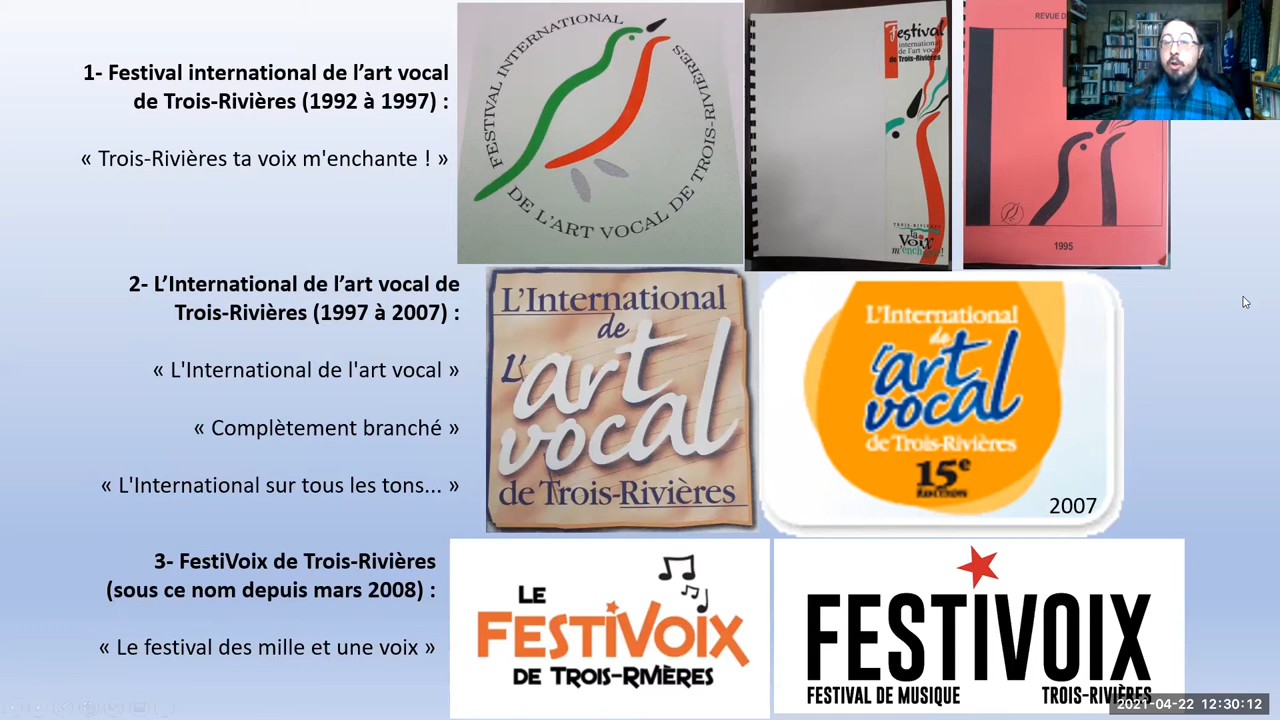 1- Festival international de l’art vocal
de Trois-Rivières (1992 à 1997) :
« Trois-Rivières ta voix m'enchante ! »
FESTIVAL INTERNATIONAL
DE L'ART VOCAL DE TROIS-RIVIÈRES
Festival
international
de l'art vocal
de Trois-Rivières
TROIS-RIVIÈRES
ta
Voix
m'enchante!
REVUE D
1995
2- L’International de l’art vocal de
Trois-Rivières (1997 à 2007) :
« L'International de l'art vocal »
« Complètement branché »
« L'International sur tous les tons... »
L'International
de
L'art
vocal
de Trois-Rivières
L'International
de
l'art
vocal
de Trois-Rivières
15e
ÉDITION
2007
3- FestiVoix de Trois-Rivières
(sous ce nom depuis mars 2008) :
« Le festival des mille et une voix »
LE
FESTIVOIX
DE TROIS-RIVIÈRES
FESTIVOIX
FESTIVAL DE MUSIQUE TROIS-RIVIÈRES
2021-04-22 12:30:12